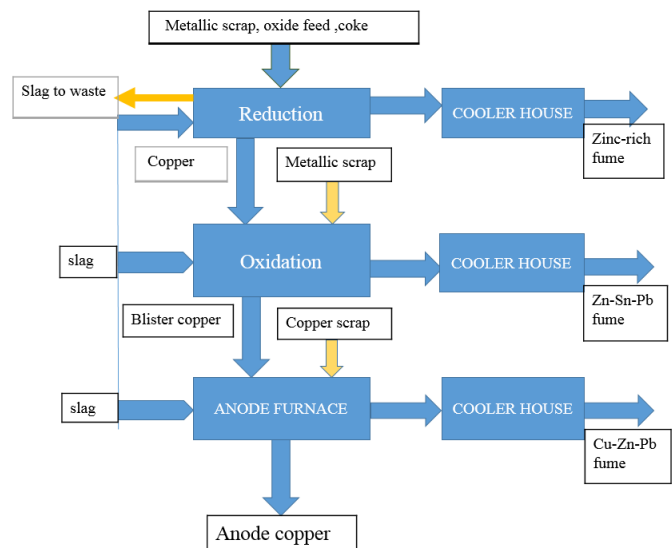 Metallic scrap, oxide feed ,coke
Slag to waste
Reduction
COOLER HOUSE
Zinc-rich
fume
Copper
Metallic scrap
slag
Oxidation
COOLER HOUSE
Zn-Sn-Pb
fume
Blister copper
Copper scrap
slag
ANODE FURNACE
COOLER HOUSE
Cu-Zn-Pb
fume
Anode copper